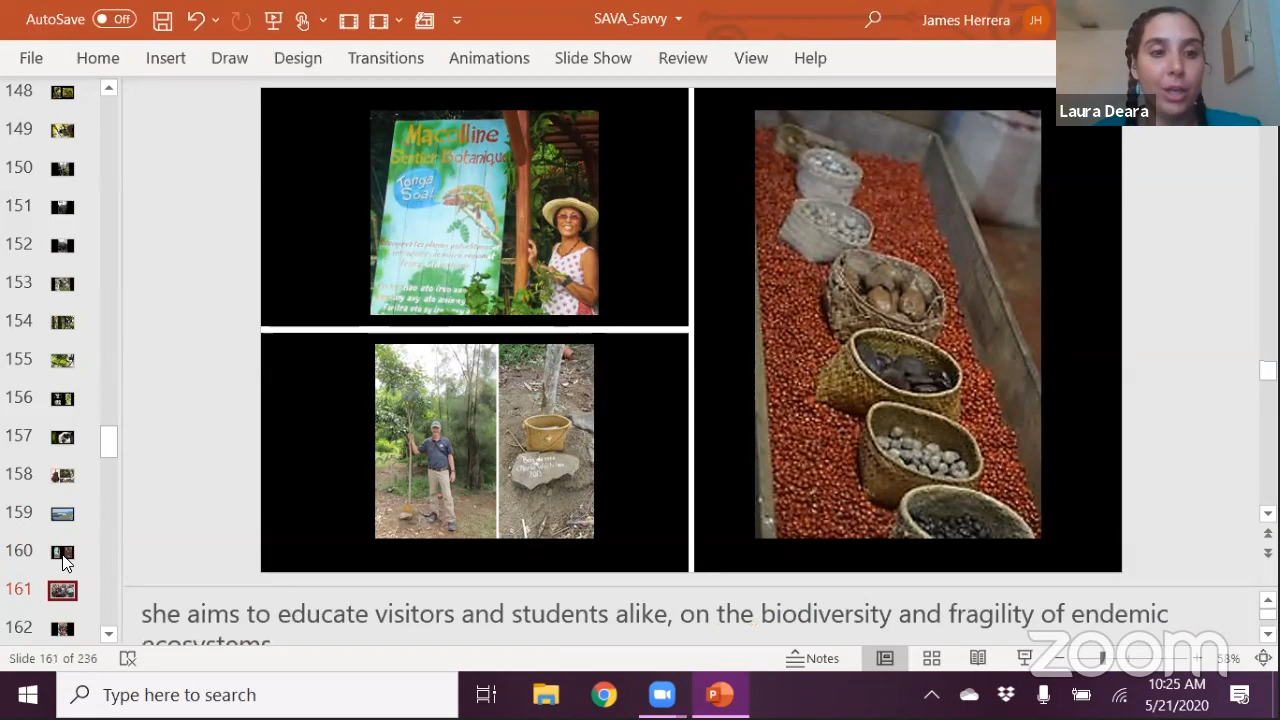 AutoSave Off
SAVA_Savvy
James Herrera JH
File Home Insert Draw Design Transitions Animations Slide Show Review View Help
Laura Deara
148
149
150
151
152
153
154
155
156
157
158
159
160
161
162
Macolline
Sentier Botanique
Tonga
Soa!
she aims to educate visitors and students alike, on the biodiversity and fragility of endemic
ecosystems
zoom
Slide 161 of 236
Notes
53%
Type here to search
10:25 AM
5/21/2020